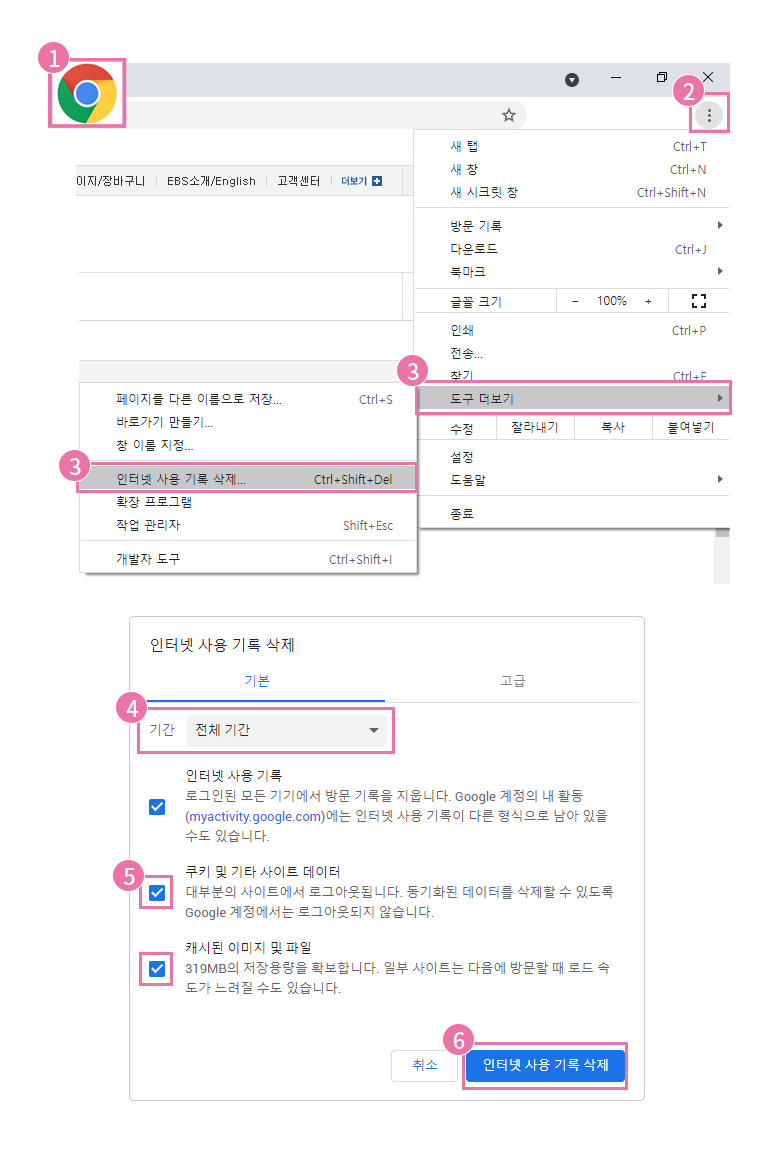 1
2
새 탭 Ctrl+T
새 창 Ctrl+N
새 시크릿 창 Ctrl+Shift+N
이지/장바구니 EBS소개/English 고객센터 더보기
방문 기록
다운로드 Ctrl+J
북마크
글꼴 크기 - 100% +
인쇄 Ctrl+P
전송...
찾기 Ctrl+F
3
도구 더보기
수정 잘라내기 복사 붙여넣기
설정
도움말
종료
페이지를 다른 이름으로 저장... Ctrl+S
바로가기 만들기...
창 이름 지정...
3
인터넷 사용 기록 삭제... Ctrl+Shift+Del
확장 프로그램
작업 관리자 Shift+Esc
개발자 도구 Ctrl+Shift+I
인터넷 사용 기록 삭제
기본 고급
4
기간 전체 기간
인터넷 사용 기록
로그인된 모든 기기에서 방문 기록을 지웁니다. Google 계정의 내 활동
(myactivity.google.com)에는 인터넷 사용 기록이 다른 형식으로 남아 있을
수도 있습니다.
5
쿠키 및 기타 사이트 데이터
대부분의 사이트에서 로그아웃됩니다. 동기화된 데이터를 삭제할 수 있도록
Google 계정에서는 로그아웃되지 않습니다.
캐시된 이미지 및 파일
319MB의 저장용량을 확보합니다. 일부 사이트는 다음에 방문할 때 로드 속
도가 느려질 수도 있습니다.
6
취소 인터넷 사용 기록 삭제